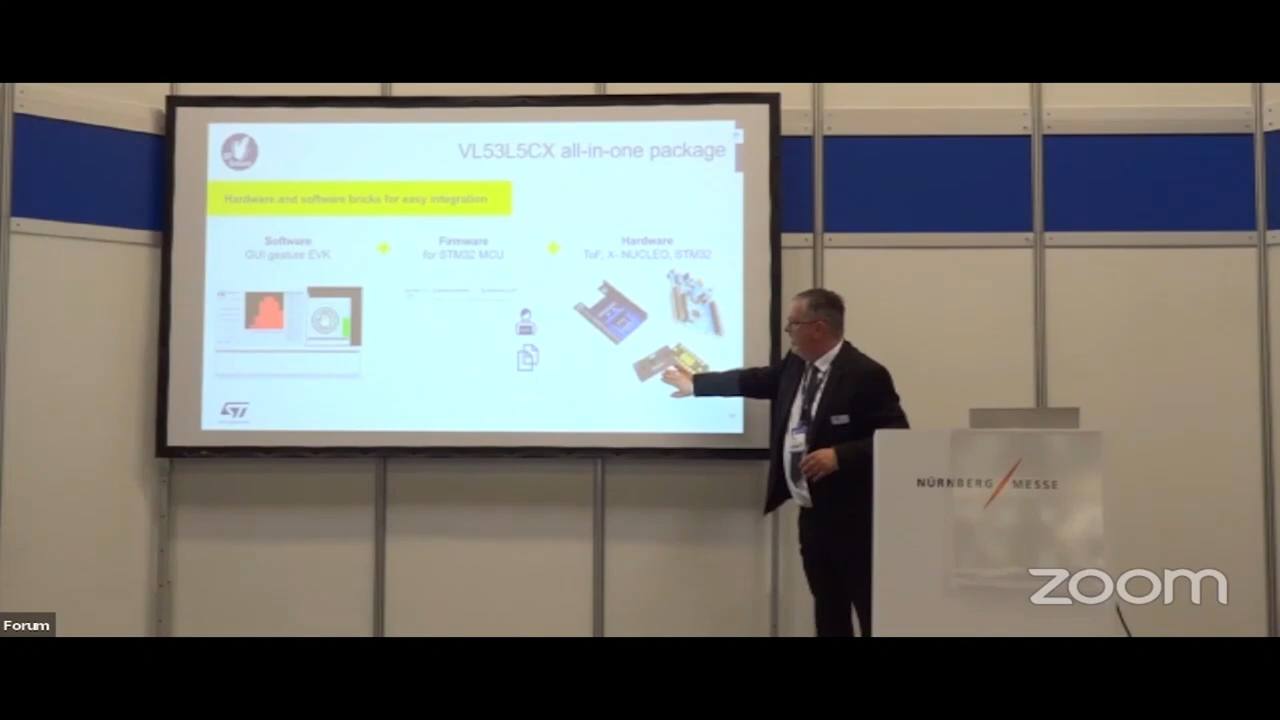 VL53L5CX all-in-one package
Hardware and software bricks for easy integration
Software
GUI gesture EVK
Firmware
for STM32 MCU
Hardware
ToF, X- NUCLEO, STM32
ST
NÜRNBERG MESSE
zoom
Forum